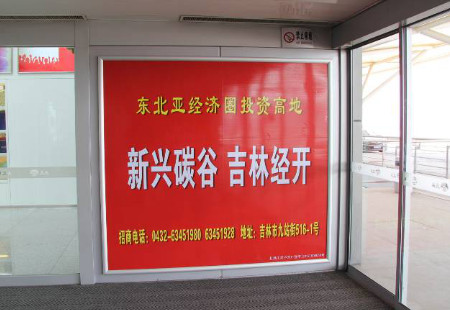 东北亚经济圈投资高地
新兴碳谷 吉林经开
招商电话：0432-63451980 63451928 地址：吉林市九站街516-1号